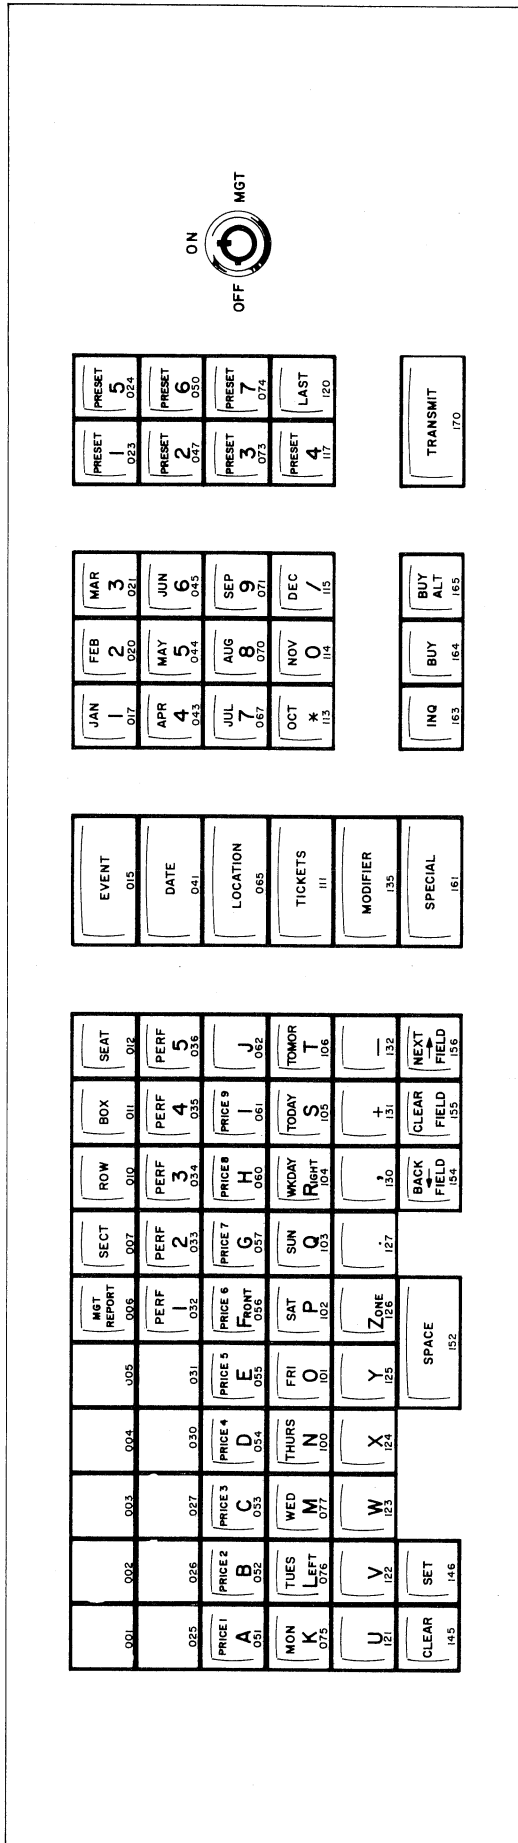 001
002
003
004
005
MGT
REPORT
006
SECT
007
ROW
010
BOX
011
SEAT
012
EVENT
015
JAN
1
017
FEB
2
020
MAR
3
021
PRESET
1
023
PRESET
5
024
025
026
027
030
031
PERF
1
032
PERF
2
033
PERF
3
034
PERF
4
035
PERF
5
036
DATE
041
APR
4
043
MAY
5
044
JUN
6
045
PRESET
2
047
PRESET
6
050
PRICE 1
A
051
PRICE 2
B
052
PRICE 3
C
053
PRICE 4
D
054
PRICE 5
E
055
PRICE 6
FRONT
056
PRICE 7
G
057
PRICE 8
H
060
PRICE 9
I
061
J
062
LOCATION
065
JUL
7
067
AUG
8
070
SEP
9
071
PRESET
3
073
PRESET
7
074
MON
K
075
TUES
LEFT
076
WED
M
077
THURS
N
100
FRI
O
101
SAT
P
102
SUN
Q
103
WKDAY
RIGHT
104
TODAY
S
105
TOMOR
T
106
TICKETS
111
OCT
*
113
NOV
0
114
DEC
/
115
PRESET
4
117
LAST
120
U
121
V
122
W
123
X
124
Y
125
ZONE
126
.
127
,
130
+
131
—
132
MODIFIER
135
CLEAR
145
SET
146
SPACE
152
BACK
←
FIELD
154
CLEAR
FIELD
155
NEXT
→
FIELD
156
SPECIAL
161
INQ
163
BUY
164
BUY
ALT
165
TRANSMIT
170
OFF
ON
MGT